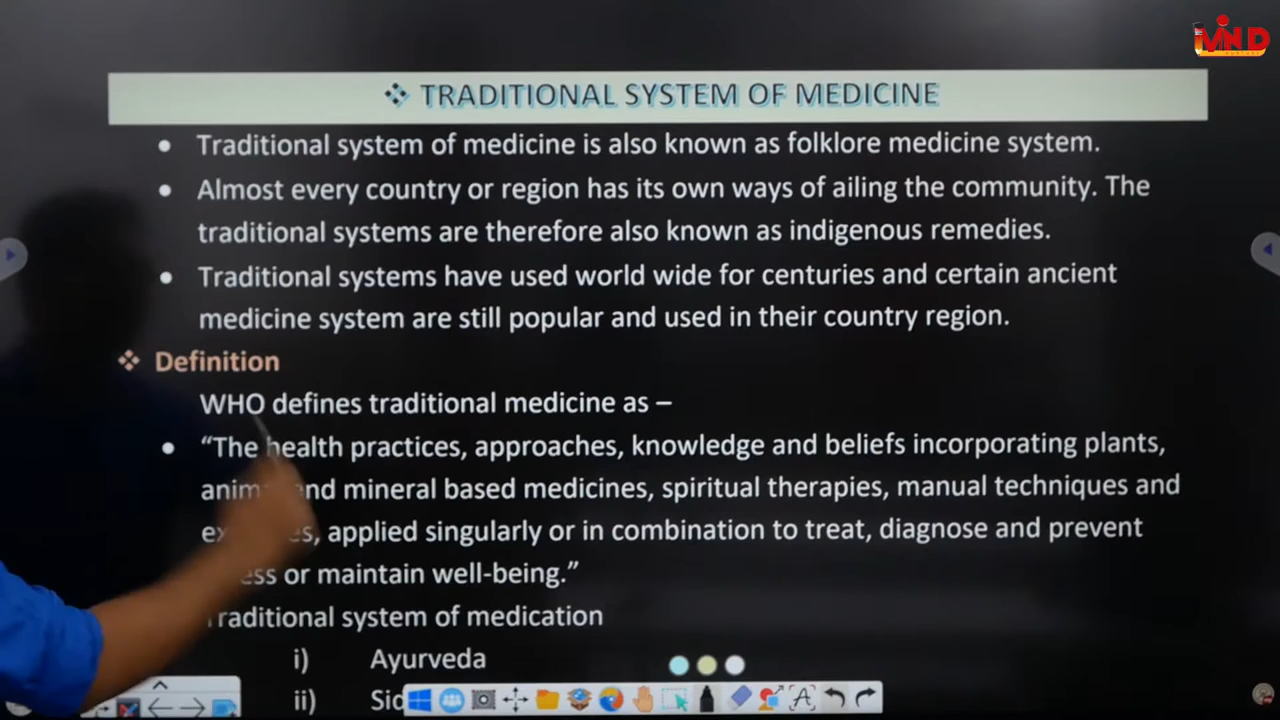 MIND
❖ TRADITIONAL SYSTEM OF MEDICINE
• Traditional system of medicine is also known as folklore medicine system.
• Almost every country or region has its own ways of ailing the community. The
traditional systems are therefore also known as indigenous remedies.
• Traditional systems have used world wide for centuries and certain ancient
medicine system are still popular and used in their country region.
❖ Definition
WHO defines traditional medicine as –
• “The health practices, approaches, knowledge and beliefs incorporating plants,
mineral based medicines, spiritual therapies, manual techniques and
applied singularly or in combination to treat, diagnose and prevent
or maintain well-being.”
Traditional system of medication
i) Ayurveda
ii)